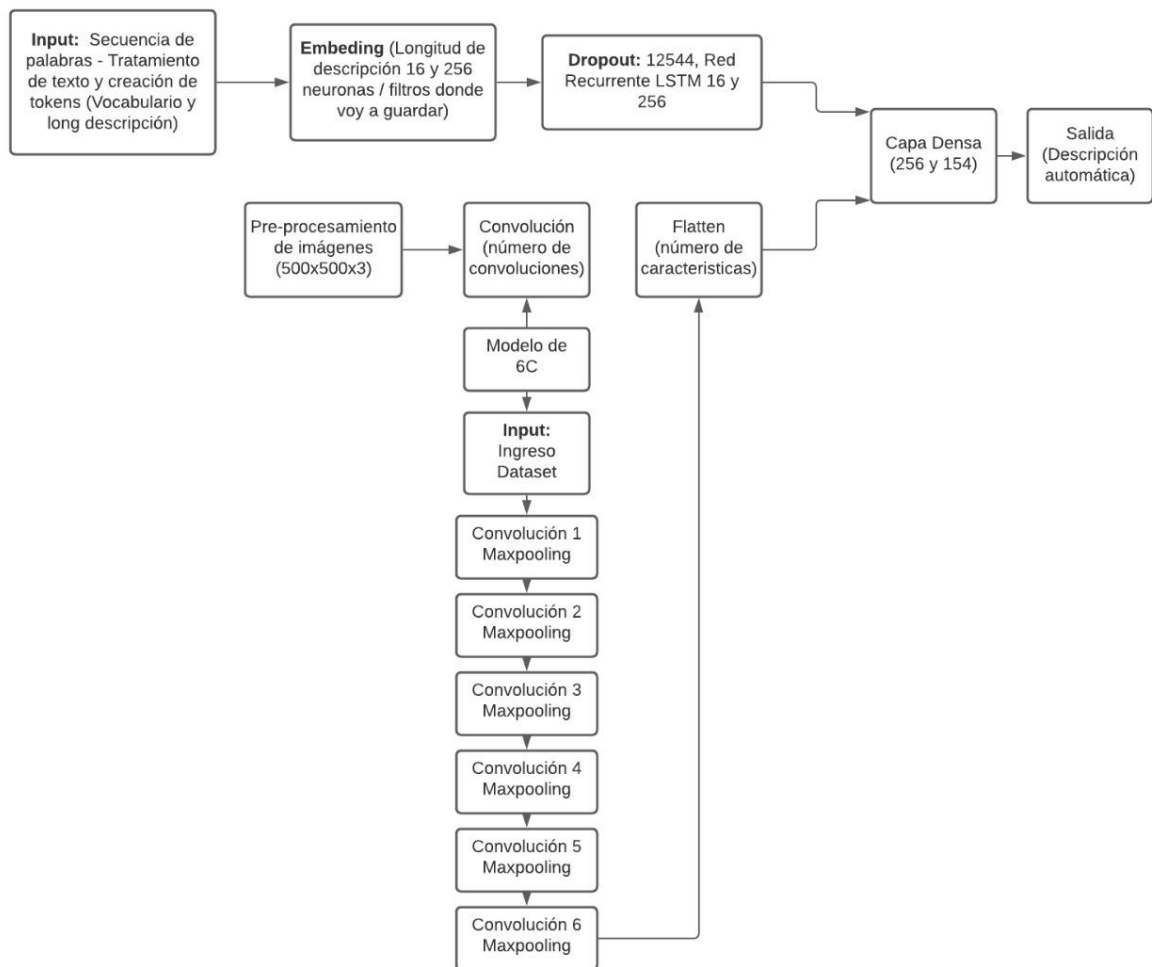 Input: Secuencia de
palabras - Tratamiento
de texto y creación de
tokens (Vocabulario y
long descripción)
Embeding (Longitud de
descripción 16 y 256
neuronas / filtros donde
voy a guardar)
Dropout: 12544, Red
Recurrente LSTM 16 y
256
Capa Densa
(256 y 154)
Salida
(Descripción
automática)
Pre-procesamiento
de imágenes
(500x500x3)
Convolución
(número de
convoluciones)
Flatten
(número de
caracteristicas)
Modelo de
6C
Input:
Ingreso
Dataset
Convolución 1
Maxpooling
Convolución 2
Maxpooling
Convolución 3
Maxpooling
Convolución 4
Maxpooling
Convolución 5
Maxpooling
Convolución 6
Maxpooling